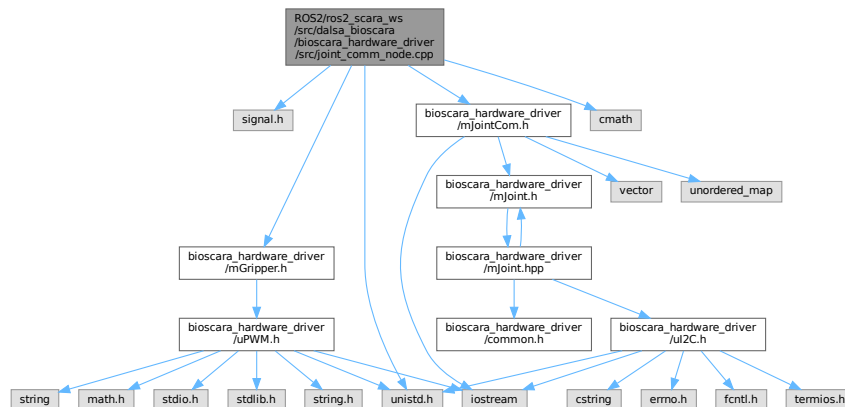 ROS2/ros2_scara_ws
/src/dalsa_bioscara
/bioscara_hardware_driver
/src/joint_comm_node.cpp
signal.h
bioscara_hardware_driver
/mJointCom.h
cmath
bioscara_hardware_driver
/mJoint.h
vector
unordered_map
bioscara_hardware_driver
/mGripper.h
bioscara_hardware_driver
/mJoint.hpp
bioscara_hardware_driver
/uPWM.h
bioscara_hardware_driver
/common.h
bioscara_hardware_driver
/uI2C.h
string
math.h
stdio.h
stdlib.h
string.h
unistd.h
iostream
cstring
errno.h
fcntl.h
termios.h